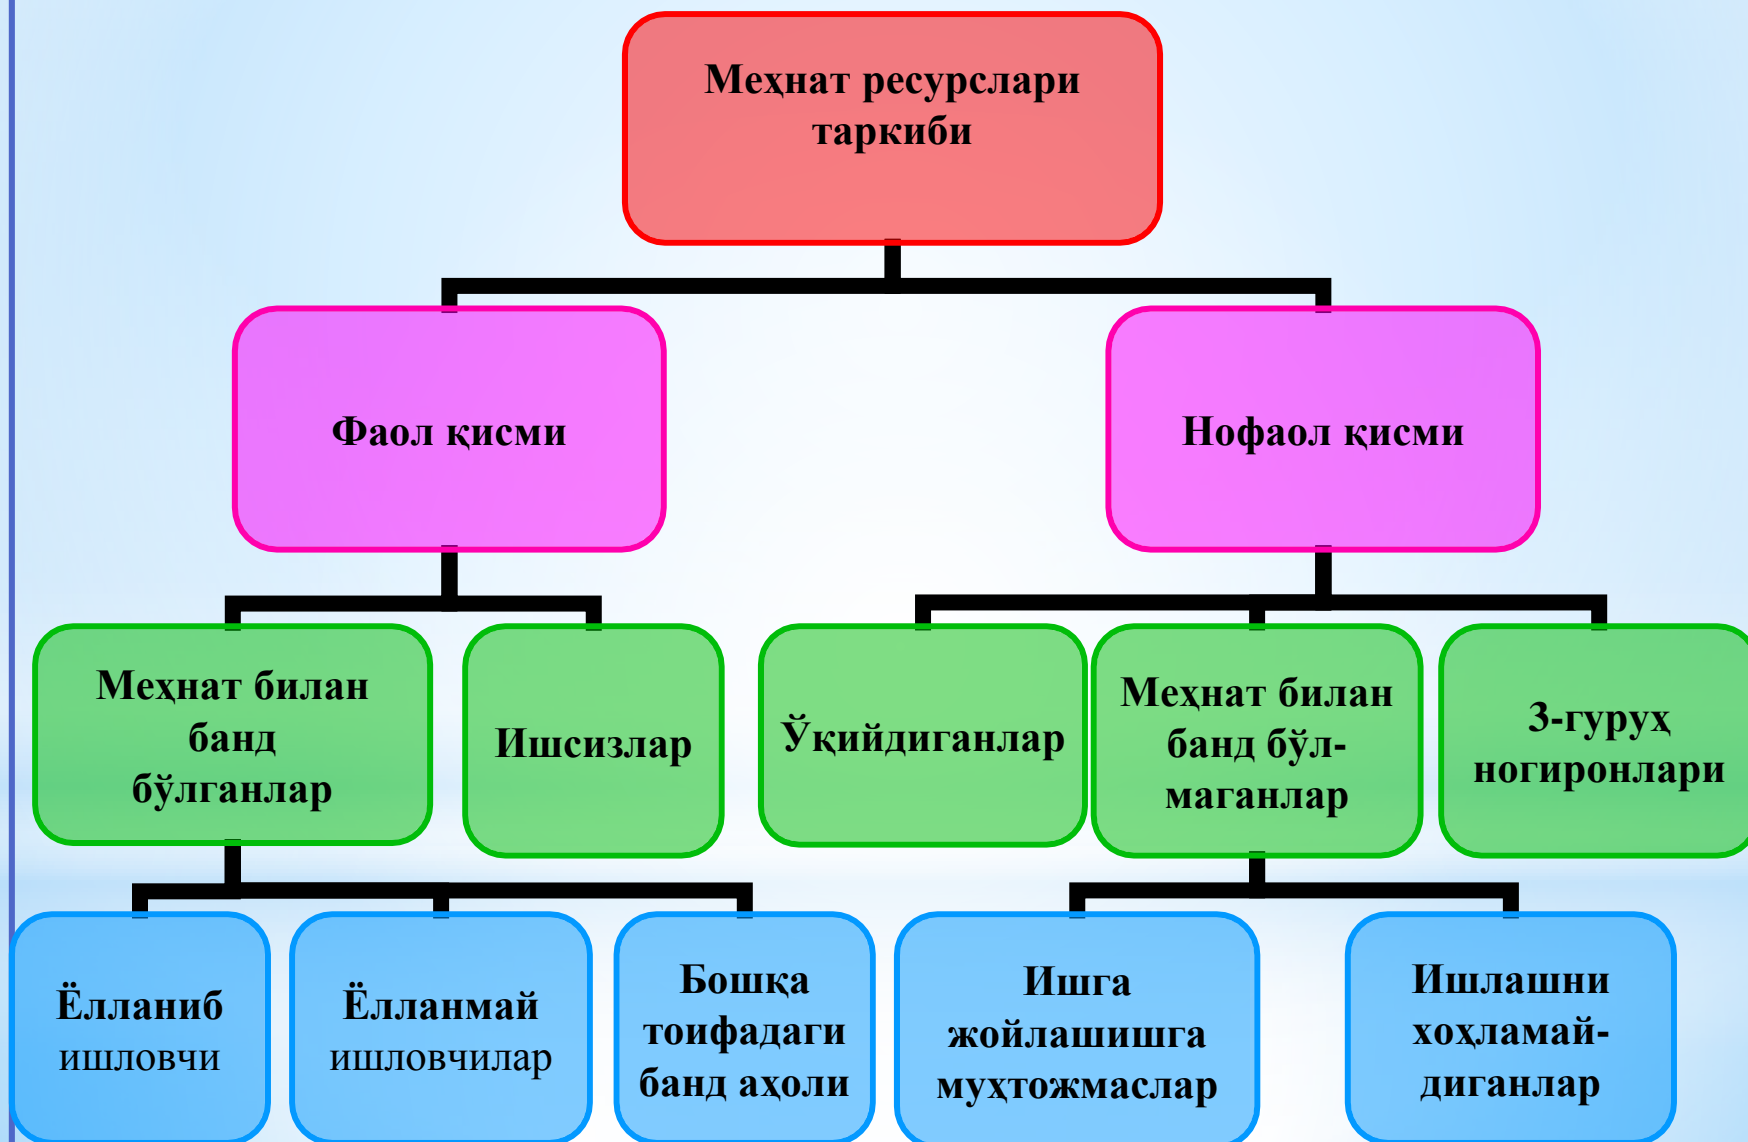 Меҳнат ресурслари
таркиби
Фаол қисми
Нофаол қисми
Меҳнат билан
банд
бўлганлар
Ишсизлар
Ўқийдиганлар
Меҳнат билан
банд бўл-
маганлар
3-гуруҳ
ногиронлари
Ёлланиб
ишловчи
Ёлланмай
ишловчилар
Бошқа
тоифадаги
банд аҳоли
Ишга
жойлашишга
муҳтожмаслар
Ишлашни
хоҳламай-
диганлар